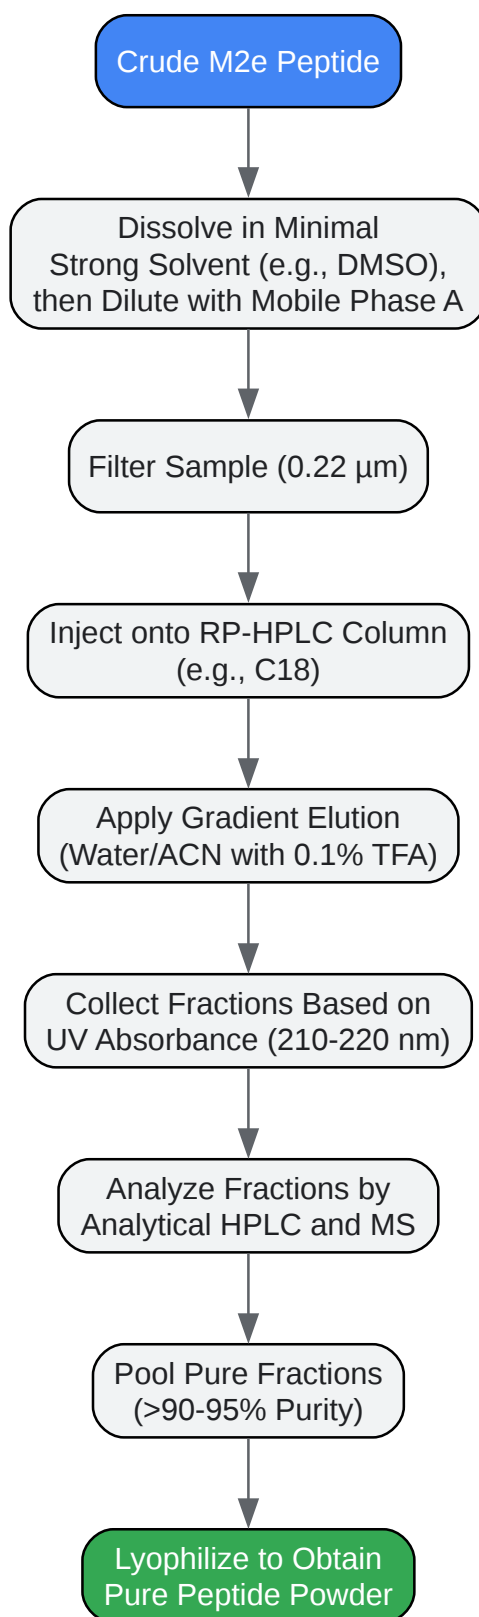 Crude M2e Peptide
Dissolve in Minimal
Strong Solvent (e.g., DMSO),
then Dilute with Mobile Phase A
Filter Sample (0.22 µm)
Inject onto RP-HPLC Column
(e.g., C18)
Apply Gradient Elution
(Water/ACN with 0.1% TFA)
Collect Fractions Based on
UV Absorbance (210-220 nm)
Analyze Fractions by
Analytical HPLC and MS
Pool Pure Fractions
(>90-95% Purity)
Lyophilize to Obtain
Pure Peptide Powder